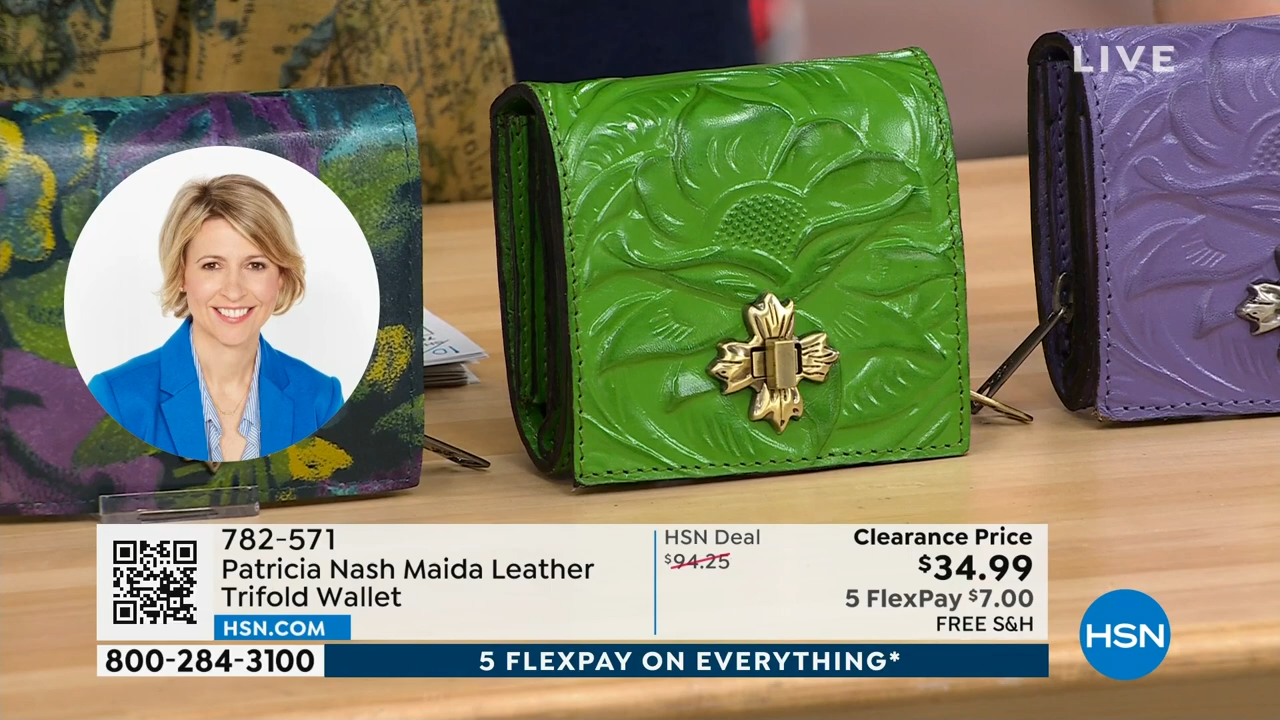 LIVE
782-571
Patricia Nash Maida Leather
Trifold Wallet
HSN.COM
HSN Deal
$94.25
Clearance Price
$34.99
5 FlexPay $7.00
FREE S&H
HSN
800-284-3100
5 FLEXPAY ON EVERYTHING*